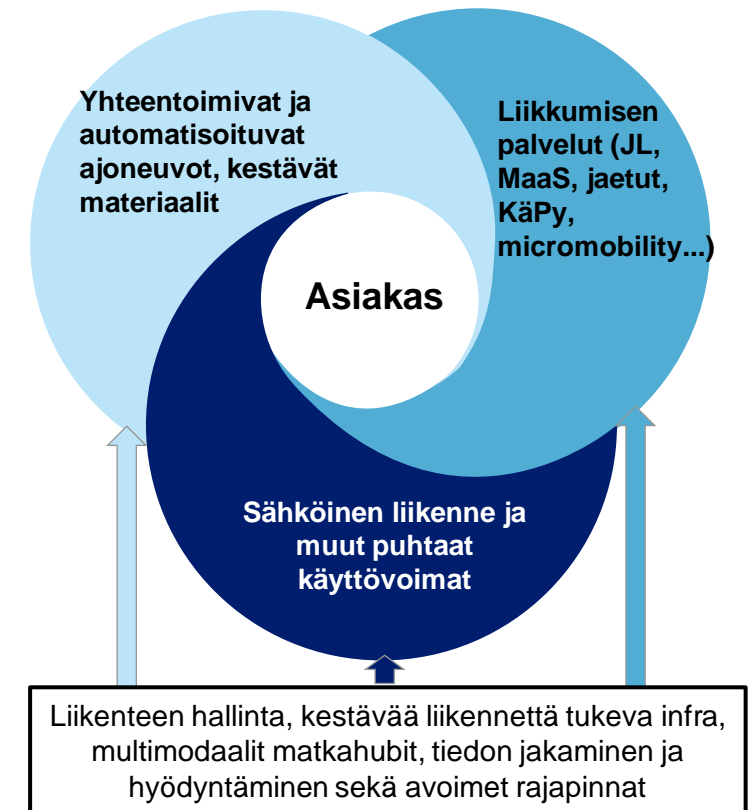 Yhteentoimivat ja
automatisoituvat
ajoneuvot, kestävät
materiaalit
Liikkumisen
palvelut (JL,
MaaS, jaetut,
KäPy,
micromobility...)
Asiakas
Sähköinen liikenne ja
muut puhtaat
käyttövoimat
Liikenteen hallinta, kestävää liikennettä tukeva infra,
multimodaalit matkahubit, tiedon jakaminen ja
hyödyntäminen sekä avoimet rajapinnat